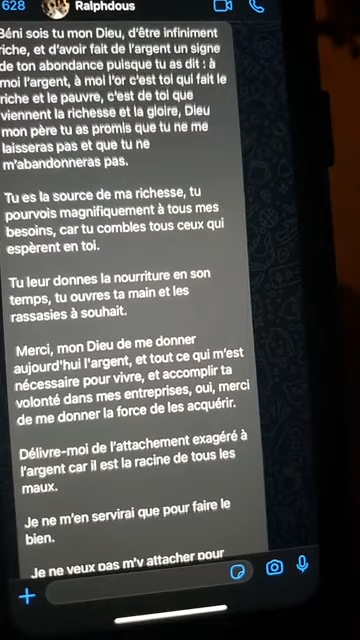 628
Ralphdous
Béni sois tu mon Dieu, d'être infiniment
riche, et d'avoir fait de l'argent un signe
de ton abondance puisque tu as dit : à
moi l'argent, à moi l'or c'est toi qui fait le
riche et le pauvre, c'est de toi que
viennent la richesse et la gloire, Dieu
mon père tu as promis que tu ne me
laisseras pas et que tu ne
m'abandonneras pas.
Tu es la source de ma richesse, tu
pourvois magnifiquement à tous mes
besoins, car tu combles tous ceux qui
espèrent en toi.
Tu leur donnes la nourriture en son
temps, tu ouvres ta main et les
rassasies à souhait.
Merci, mon Dieu de me donner
aujourd'hui l'argent, et tout ce qui m'est
nécessaire pour vivre, et accomplir ta
volonté dans mes entreprises, oui, merci
de me donner la force de les acquérir.
Délivre-moi de l'attachement exagéré à
l'argent car il est la racine de tous les
maux.
Je ne m'en servirai que pour faire le
bien.
Je ne veux pas m'y attacher pour